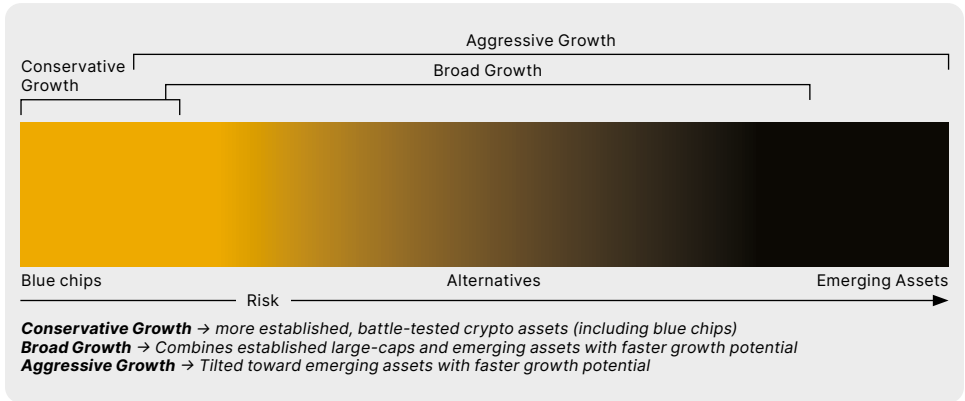 Aggressive Growth
Conservative
Growth
Broad Growth
Blue chips
Alternatives
Emerging Assets
Risk
Conservative Growth → more established, battle-tested crypto assets (including blue chips)
Broad Growth → Combines established large-caps and emerging assets with faster growth potential
Aggressive Growth → Tilted toward emerging assets with faster growth potential